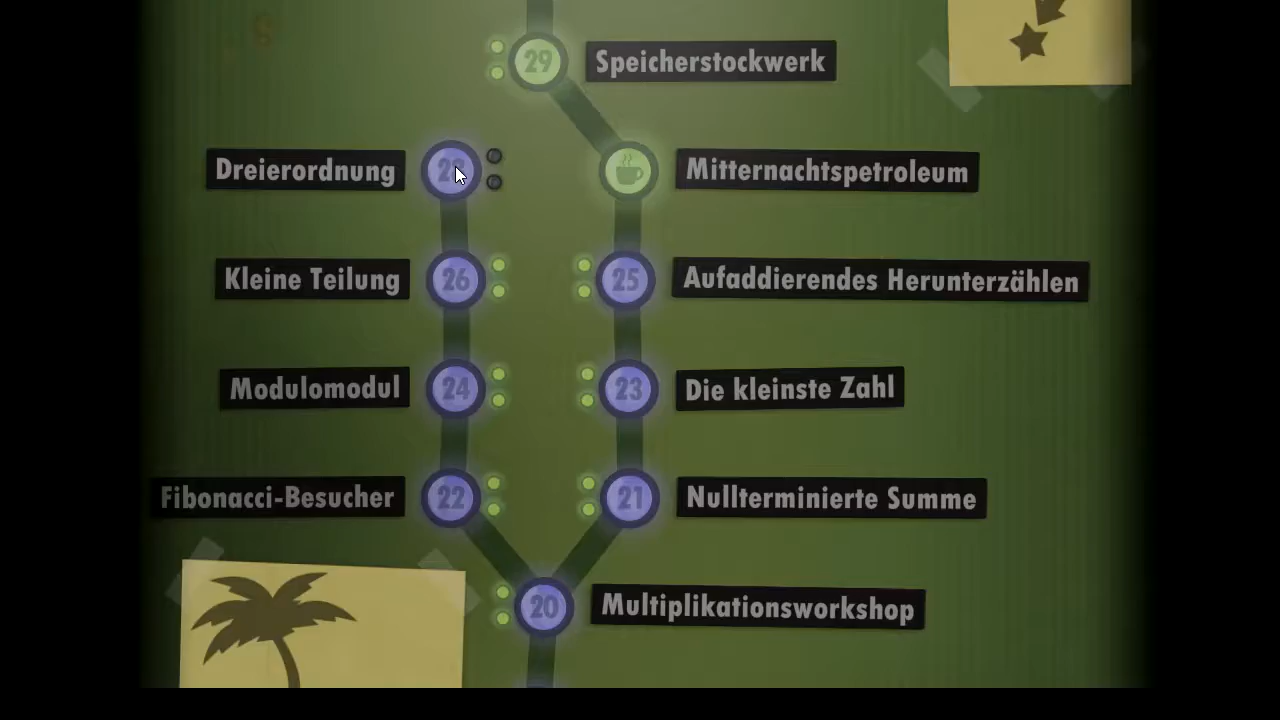 29 Speicherstockwerk
Dreierordnung 28
Mitternachtspetroleum
Kleine Teilung 26
25 Aufaddierendes Herunterzählen
Modulomodul 24
23 Die kleinste Zahl
Fibonacci-Besucher 22
21 Nullterminierte Summe
20 Multiplikationsworkshop